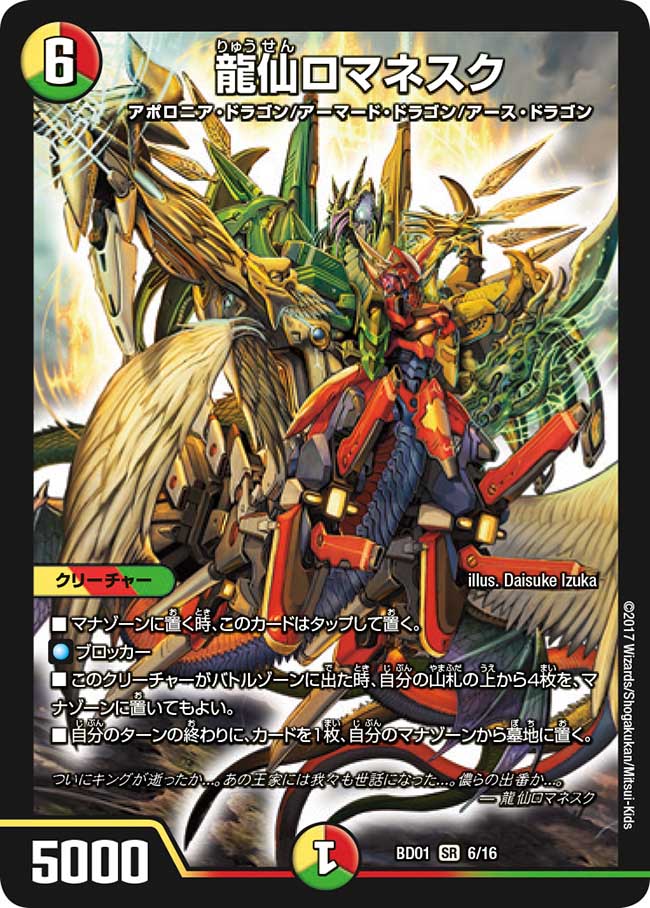 6
りゅうせん
龍仙ロマネスク
アポロニア・ドラゴン/アーマード・ドラゴン/アース・ドラゴン
クリーチャー
illus. Daisuke Izuka
■ マナゾーンに置く時、このカードはタップして置く。
ブロッカー
■ このクリーチャーがバトルゾーンに出た時、自分の山札の上から4枚を、マ
ナゾーンに置いてもよい。
■ 自分のターンの終わりに、カードを1枚、自分のマナゾーンから墓地に置く。
ついにキングが逝ったか…。あの王家には我々も世話になった…。儂らの出番か…。
— 龍仙ロマネスク
5000
1
BD01 SR 6/16
©2017 Wizards/Shogakukan/Mitsui-Kids